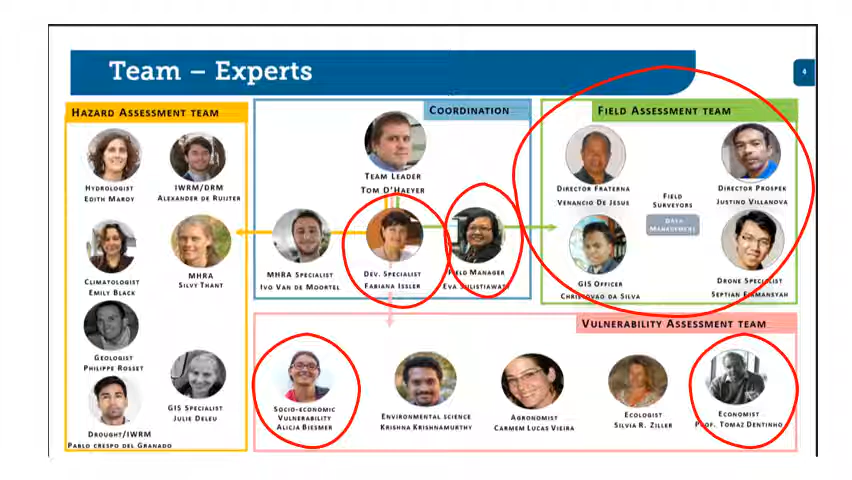 Team – Experts
4
HAZARD ASSESSMENT TEAM
HYDROLOGIST
EDITH MAROY
IWRM/DRM
ALEXANDER DE RUIJTER
CLIMATOLOGIST
EMILY BLACK
MHRA
SILVY THANT
GEOLOGIST
PHILIPPE ROSSET
DROUGHT/IWRM
PABLO CRESPO DEL GRANADO
GIS SPECIALIST
JULIE DELEU
COORDINATION
TEAM LEADER
TOM D'HAEYER
MHRA SPECIALIST
IVO VAN DE MOORTEL
DEV. SPECIALIST
FABIANA ISSLER
FIELD MANAGER
EVA SULISTIAWATI
FIELD ASSESSMENT TEAM
DIRECTOR FRATERNA
VENANCIO DE JESUS
FIELD
SURVEYORS
DATA
MANAGEMENT
DIRECTOR PROSPEK
JUSTINO VILLANOVA
GIS OFFICER
CHRISTOVAO DA SILVA
DRONE SPECIALIST
SEPTIAN FIRMANSYAH
VULNERABILITY ASSESSMENT TEAM
SOCIO-ECONOMIC
VULNERABILITY
ALICJA BIESMER
ENVIRONMENTAL SCIENCE
KRISHNA KRISHNAMURTHY
AGRONOMIST
CARMEM LUCAS VIEIRA
ECOLOGIST
SILVIA R. ZILLER
ECONOMIST
PROF. TOMAZ DENTINHO